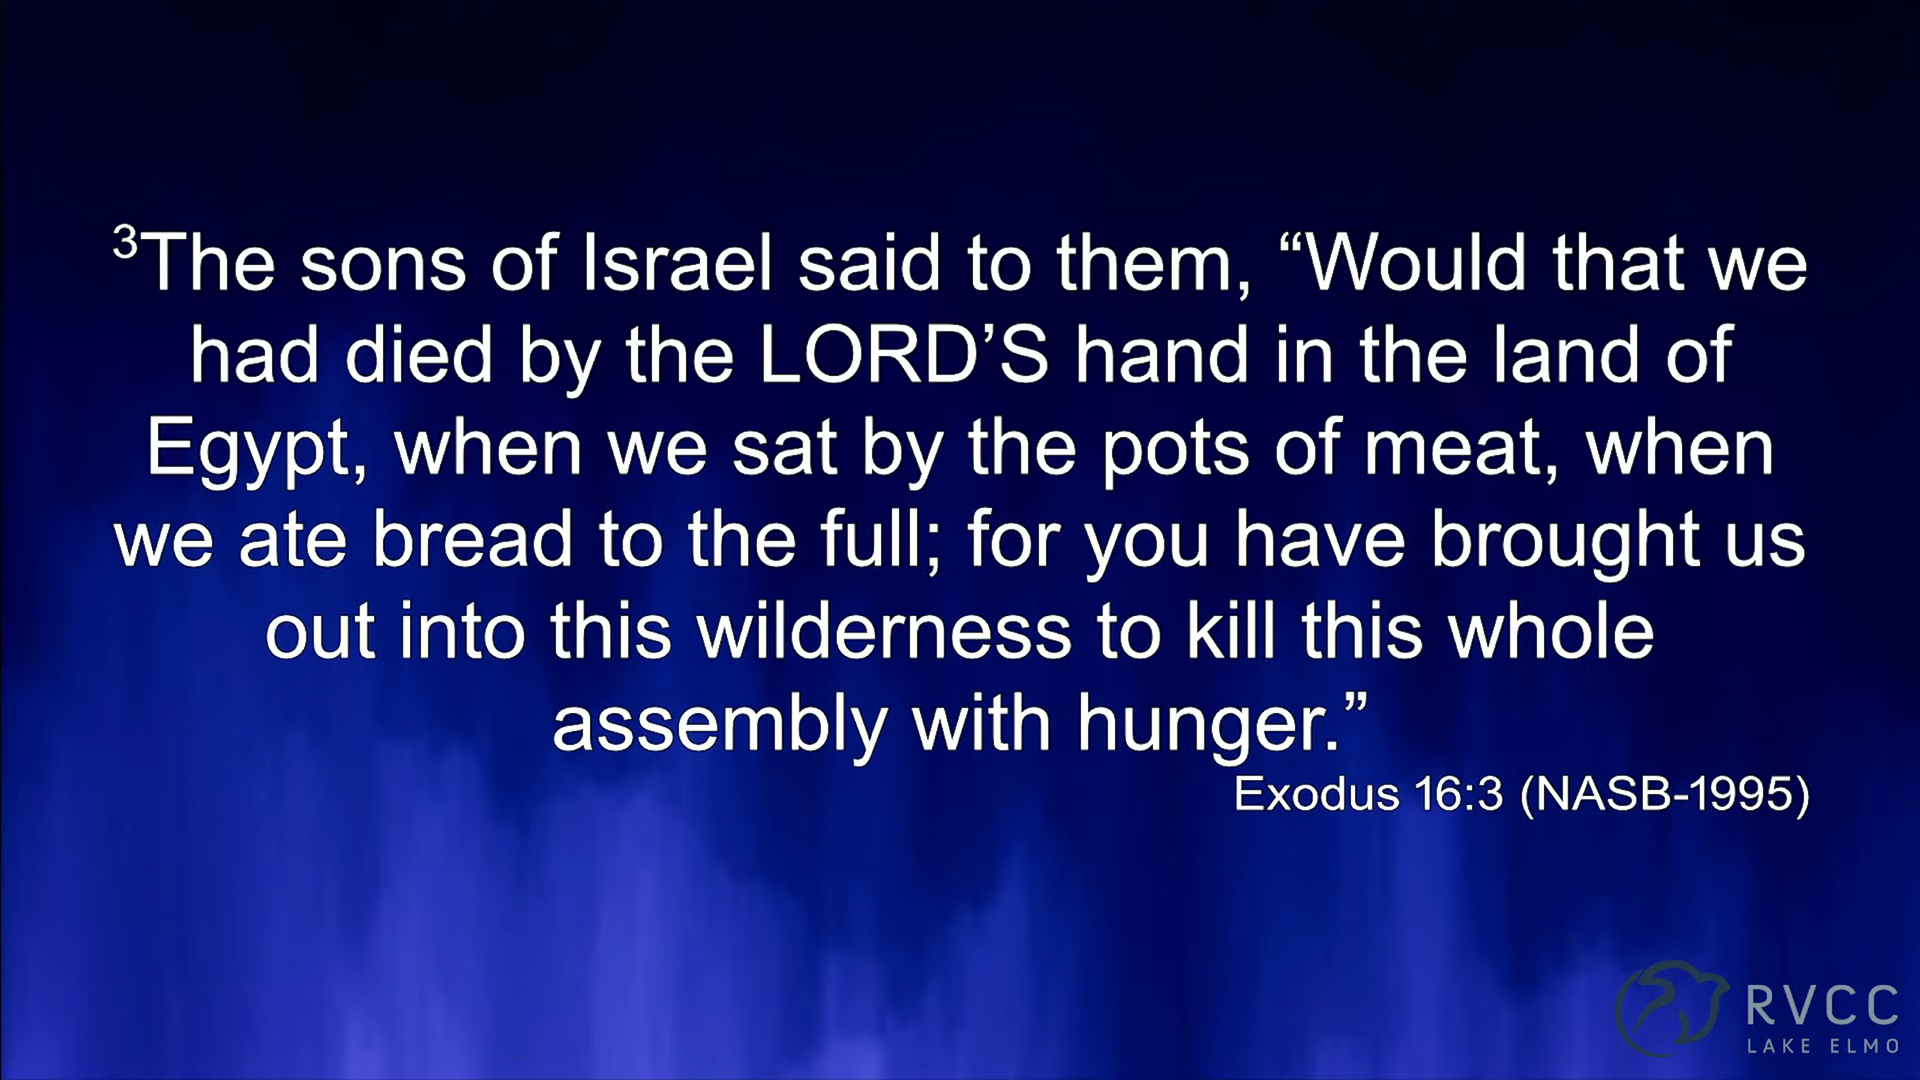 ³The sons of Israel said to them, “Would that we
had died by the LORD’S hand in the land of
Egypt, when we sat by the pots of meat, when
we ate bread to the full; for you have brought us
out into this wilderness to kill this whole
assembly with hunger.”
Exodus 16:3 (NASB-1995)
RVCC
LAKE ELMO